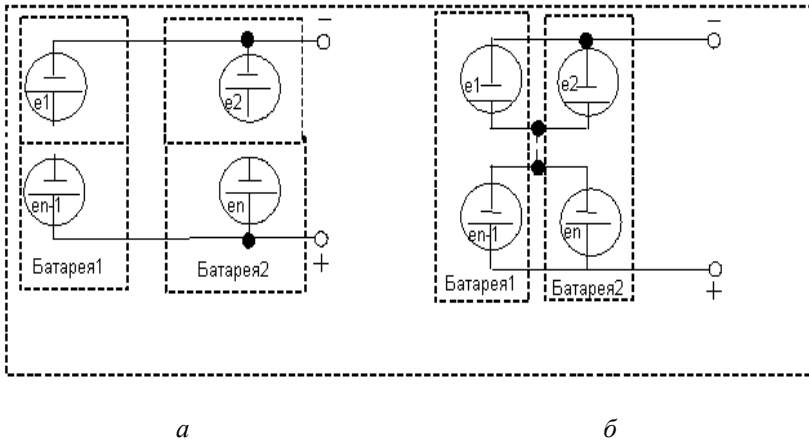 − −
e1 e2 e1 e2
en-1 en en-1 en
+ +
Батарея1 Батарея2 Батарея1 Батарея2
а б